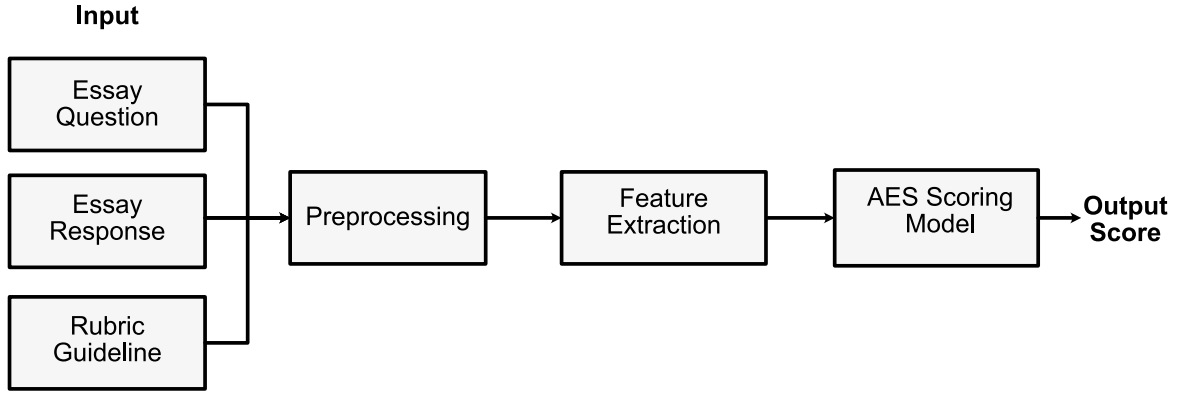 Input
Essay
Question
Essay
Response
Rubric
Guideline
Preprocessing
Feature
Extraction
AES Scoring
Model
Output
Score